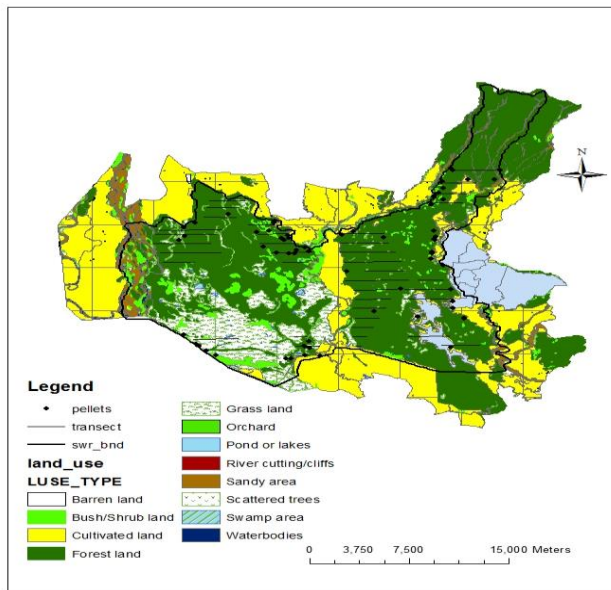 N
Legend
pellets
transect
swr_bnd
land_use
LUSE_TYPE
Barren land
Bush/Shrub land
Cultivated land
Forest land
Grass land
Orchard
Pond or lakes
River cutting/cliffs
Sandy area
Scattered trees
Swamp area
Waterbodies
0 3,750 7,500 15,000 Meters